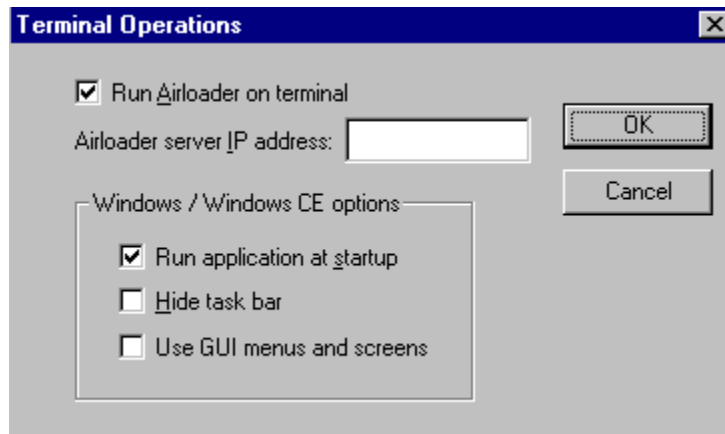 Terminal Operations
Run Airloader on terminal
Airloader server IP address:
OK
Cancel
Windows / Windows CE options
Run application at startup
Hide task bar
Use GUI menus and screens